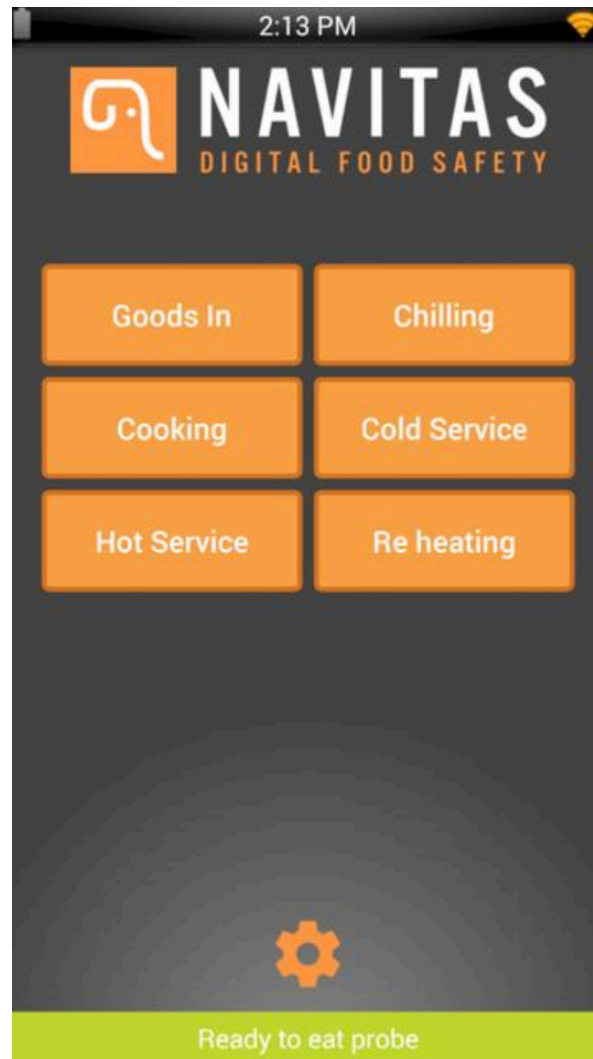 2:13 PM
NAVITAS
DIGITAL FOOD SAFETY
Goods In
Chilling
Cooking
Cold Service
Hot Service
Re heating
Ready to eat probe